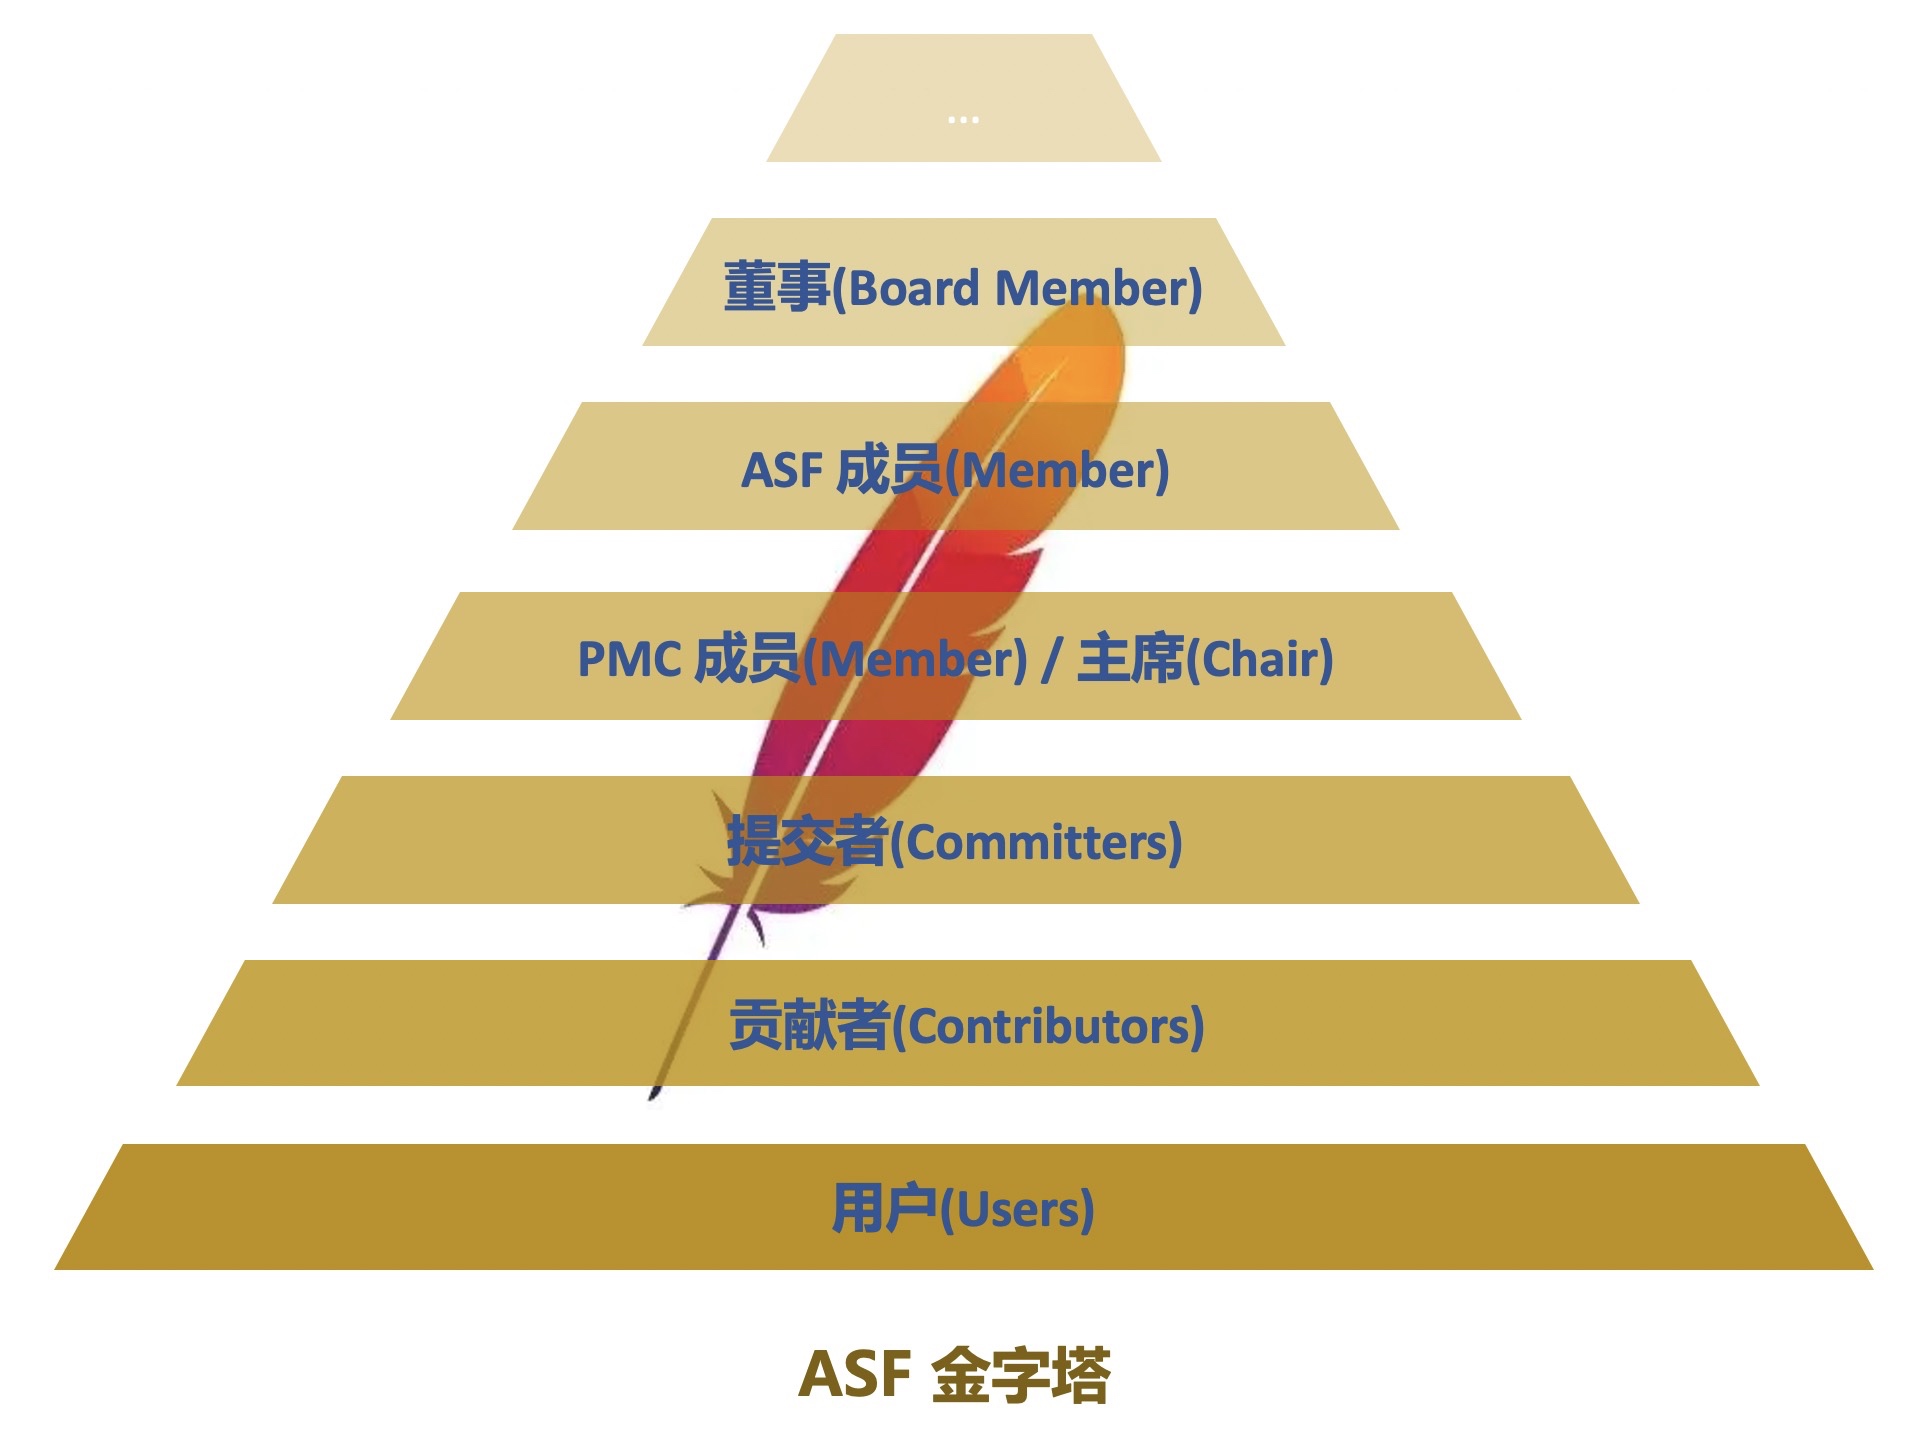 ...
董事(Board Member)
ASF 成员(Member)
PMC 成员(Member) / 主席(Chair)
提交者(Committers)
贡献者(Contributors)
用户(Users)
ASF 金字塔